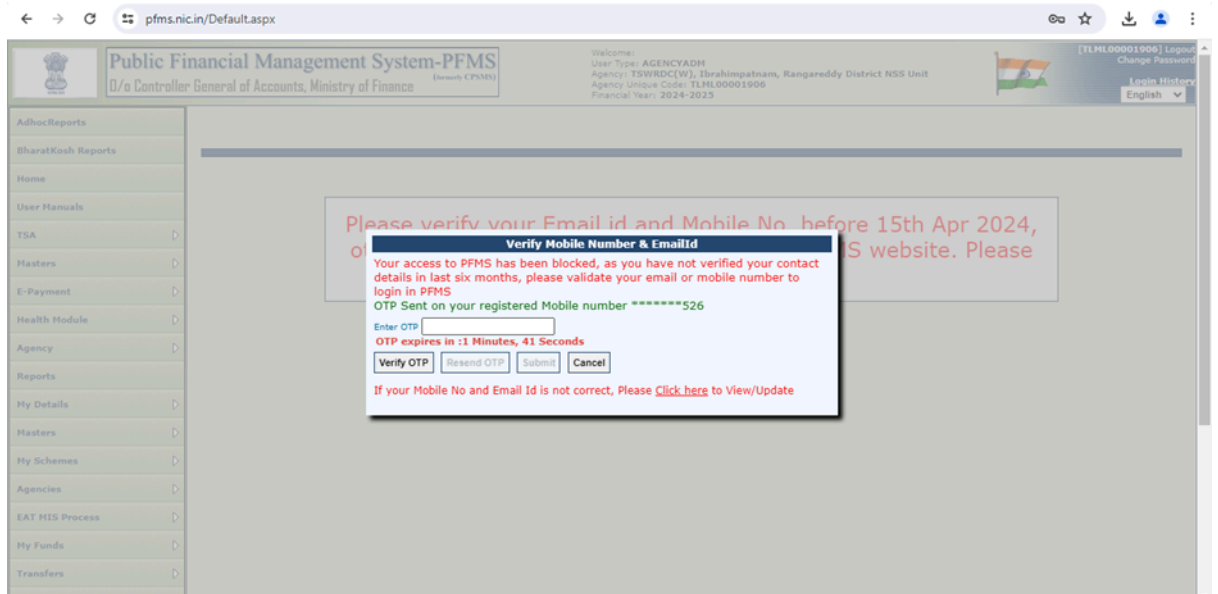 pfms.nic.in/Default.aspx
Public Financial Management System-PFMS
(formerly CPSMS)
O/o Controller General of Accounts, Ministry of Finance
Welcome:
User Type: AGENCYADM
Agency: TSWRDC(W), Ibrahimpatnam, Rangareddy District NSS Unit
Agency Unique Code: TLML00001906
Financial Year: 2024-2025
[TLML00001906] Logout
Change Password
Login History
English
AdhocReports
BharatKosh Reports
Home
User Manuals
TSA
Masters
E-Payment
Health Module
Agency
Reports
My Details
Masters
My Schemes
Agencies
EAT MIS Process
My Funds
Transfers
Please verify your Email id and Mobile No. before 15th Apr 2024,
MS website. Please
Verify Mobile Number & EmailId
Your access to PFMS has been blocked, as you have not verified your contact
details in last six months, please validate your email or mobile number to
login in PFMS
OTP Sent on your registered Mobile number *******526
Enter OTP
OTP expires in :1 Minutes, 41 Seconds
Verify OTP Resend OTP Submit Cancel
If your Mobile No and Email Id is not correct, Please Click here to View/Update